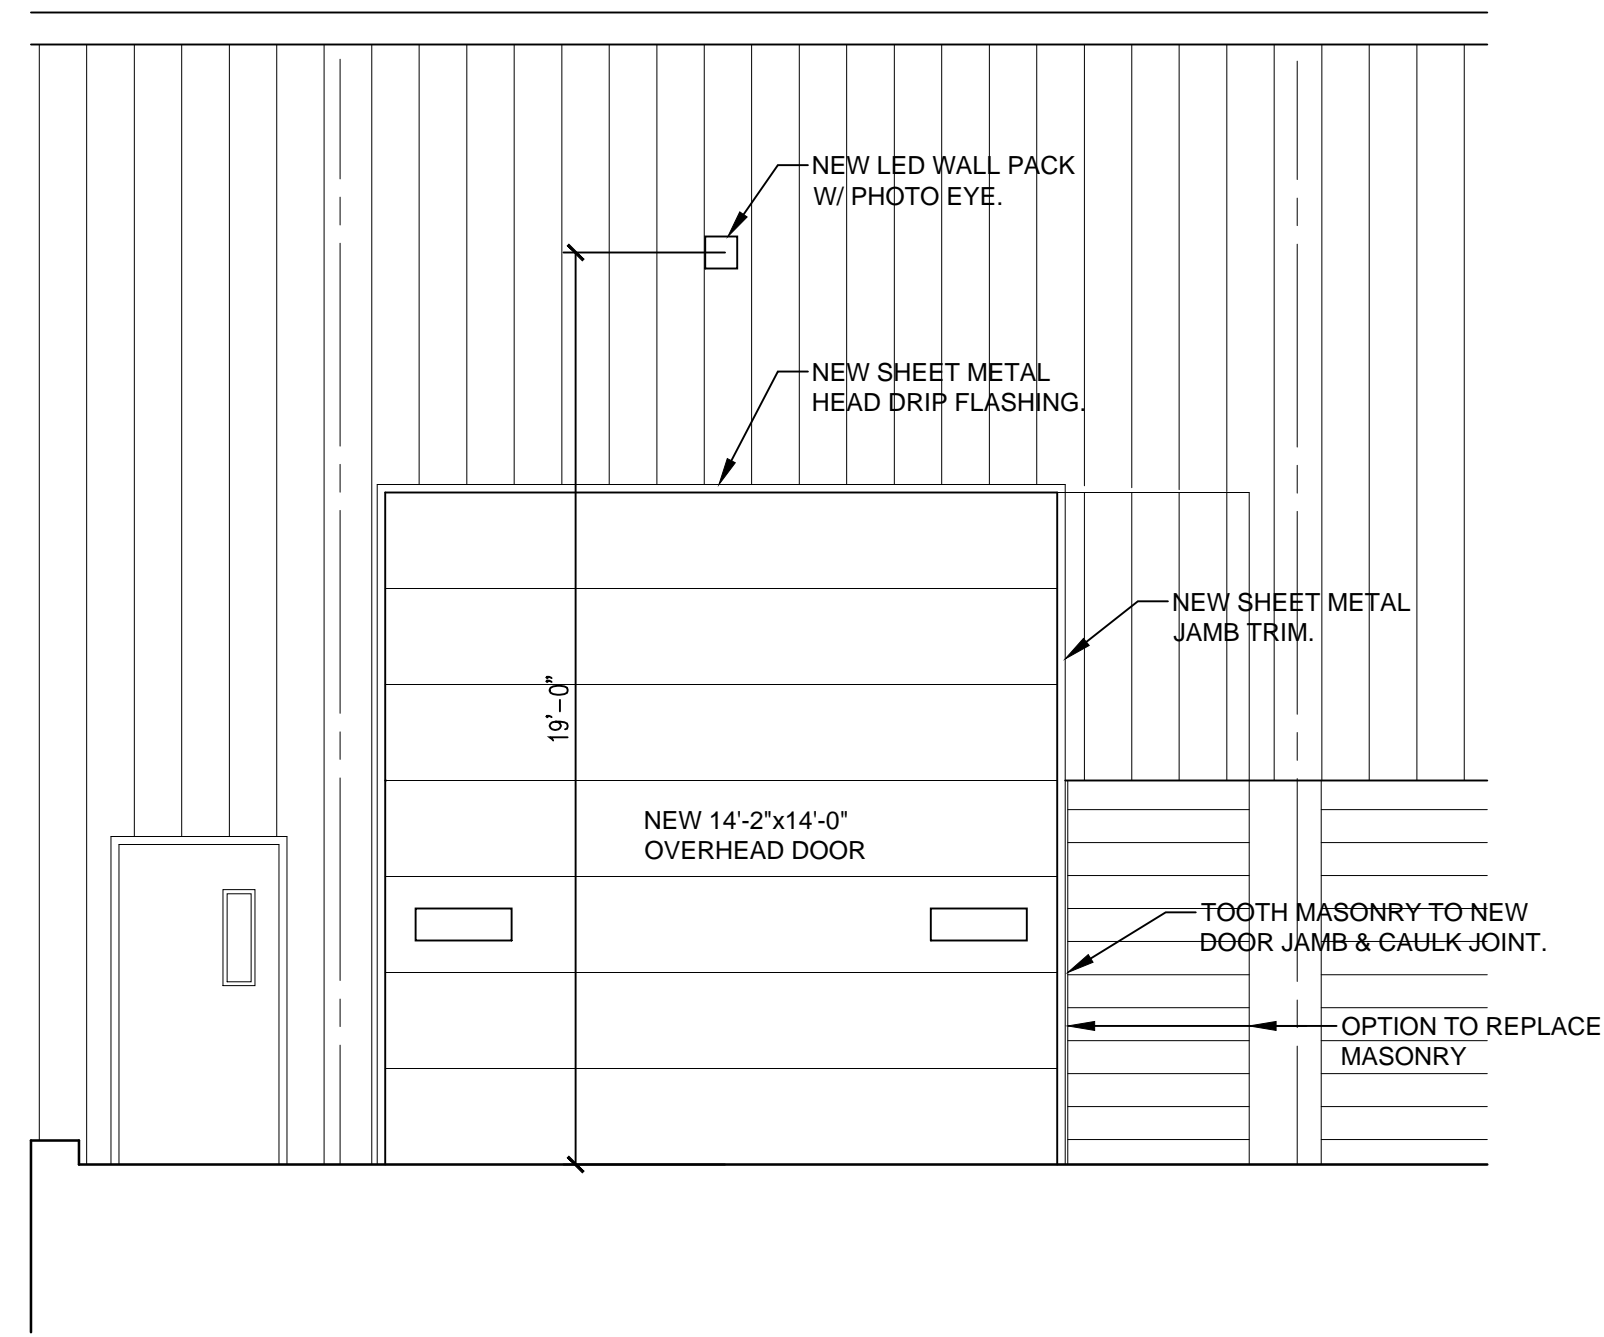 NEW LED WALL PACK
W/ PHOTO EYE.
NEW SHEET METAL
HEAD DRIP FLASHING.
NEW SHEET METAL
JAMB TRIM.
19'-0"
NEW 14'-2"x14'-0"
OVERHEAD DOOR
TOOTH MASONRY TO NEW
DOOR JAMB & CAULK JOINT.
OPTION TO REPLACE
MASONRY